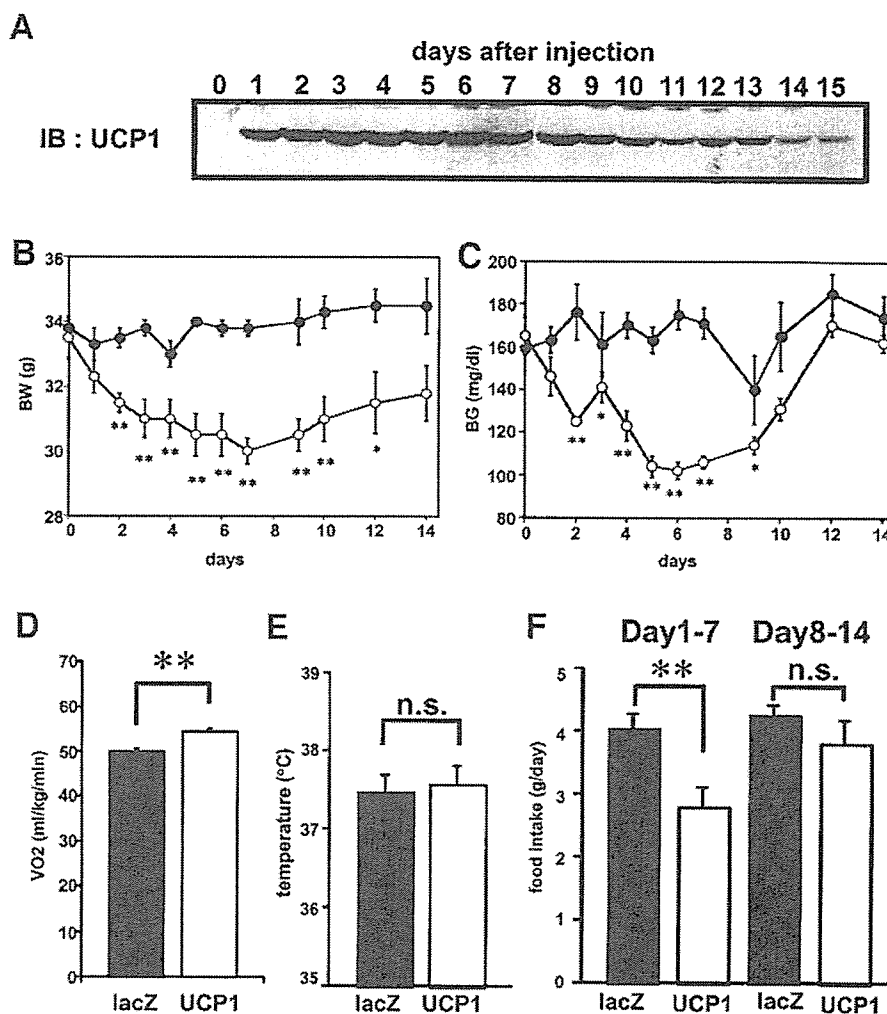 A
days after injection
0 1 2 3 4 5 6 7 8 9 10 11 12 13 14 15
IB : UCP1
B
BW (g)
36
34
32
30
28
** ** ** ** ** ** ** ** *
0 2 4 6 8 10 12 14
days
C
BG (mg/dl)
200
180
160
140
120
100
80
** * ** ** ** ** *
0 2 4 6 8 10 12 14
days
D
VO2 (ml/kg/min)
70
60
50
40
30
20
10
0
**
lacZ UCP1
E
temperature (°C)
39
38
37
36
35
n.s.
lacZ UCP1
F
Day1-7 Day8-14
food intake (g/day)
5
4
3
2
1
0
** n.s.
lacZ UCP1 lacZ UCP1